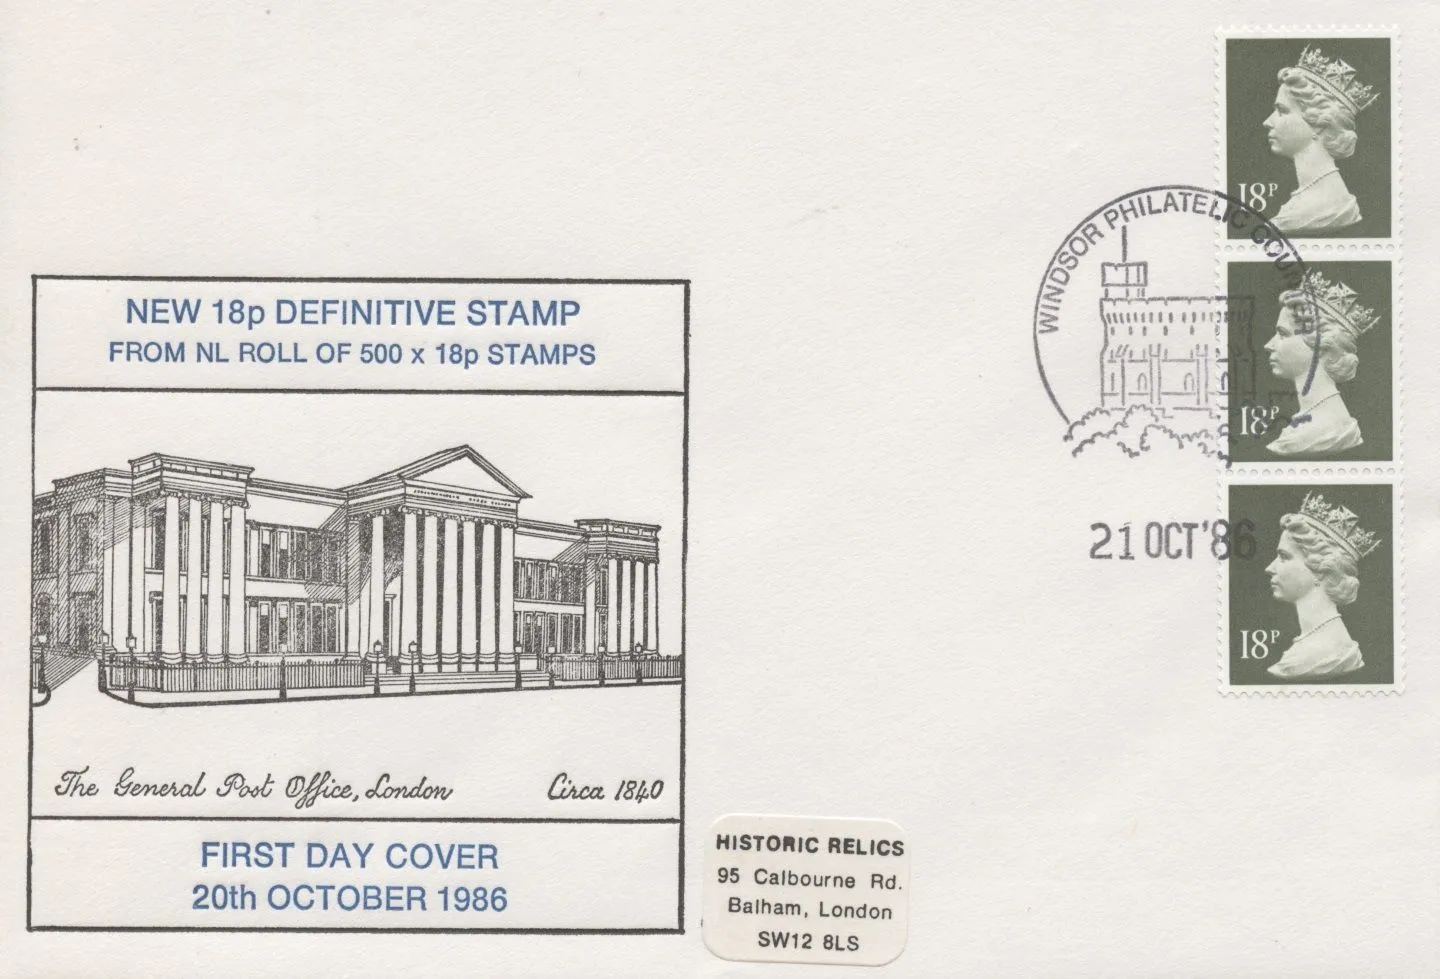 NEW 18p DEFINITIVE STAMP
FROM NL ROLL OF 500 x 18p STAMPS
The General Post Office, London Circa 1840
FIRST DAY COVER
20th OCTOBER 1986
HISTORIC RELICS
95 Calbourne Rd.
Balham, London
SW12 8LS
WINDSOR PHILATELIC COUNTER
21 OCT '86
18P
18P
18P